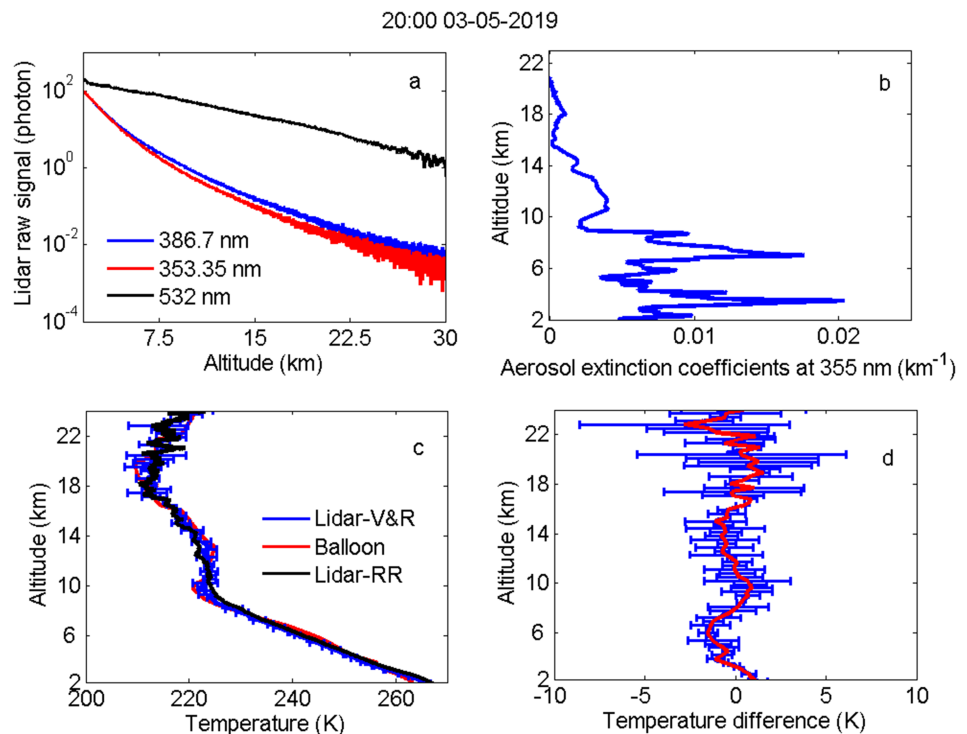 20:00 03-05-2019
a
Lidar raw signal (photon)
10^2
10^0
10^-2
10^-4
386.7 nm
353.35 nm
532 nm
7.5 15 22.5 30
Altitude (km)
b
Altitdue (km)
22
18
14
10
6
2
0 0.01 0.02
Aerosol extinction coefficients at 355 nm (km^-1)
c
Altitude (km)
22
18
14
10
6
2
Lidar-V&R
Balloon
Lidar-RR
200 220 240 260
Temperature (K)
d
Altitude (km)
22
18
14
10
6
2
-10 -5 0 5 10
Temperature difference (K)